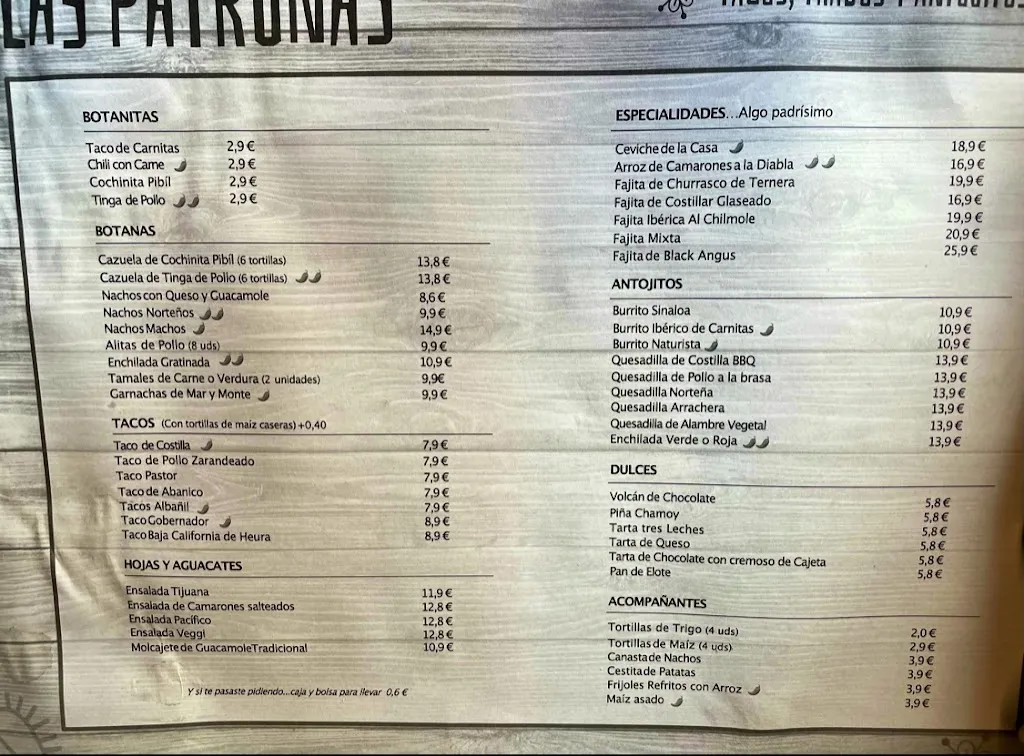 LAS PATRONAS
TACOS, TRAGOS Y ANTOJITOS
BOTANITAS
Taco de Carnitas 2,9 €
Chili con Carne 2,9 €
Cochinita Pibil 2,9 €
Tinga de Pollo 2,9 €
BOTANAS
Cazuela de Cochinita Pibil (6 tortillas) 13,8 €
Cazuela de Tinga de Pollo (6 tortillas) 13,8 €
Nachos con Queso y Guacamole 8,6 €
Nachos Norteños 9,9 €
Nachos Machos 14,9 €
Alitas de Pollo (8 uds) 9,9 €
Enchilada Gratinada 10,9 €
Tamales de Carne o Verdura (2 unidades) 9,9€
Garnachas de Mar y Monte 9,9 €
TACOS (Con tortillas de maiz caseras) +0,40
Taco de Costilla 7,9 €
Taco de Pollo Zarandeado 7,9 €
Taco Pastor 7,9 €
Taco de Abanico 7,9 €
Tacos Albañil 7,9 €
Taco Gobernador 8,9 €
Taco Baja California de Heura 8,9 €
HOJAS Y AGUACATES
Ensalada Tijuana 11,9 €
Ensalada de Camarones salteados 12,8 €
Ensalada Pacífico 12,8 €
Ensalada Veggi 12,8 €
Molcajete de Guacamole Tradicional 10,9 €
Y si te pasaste pidiendo...caja y bolsa para llevar 0,6 €
ESPECIALIDADES...Algo padrísimo
Ceviche de la Casa 18,9 €
Arroz de Camarones a la Diabla 16,9 €
Fajita de Churrasco de Ternera 19,9 €
Fajita de Costillar Glaseado 16,9 €
Fajita Ibérica Al Chilmole 19,9 €
Fajita Mixta 20,9 €
Fajita de Black Angus 25,9 €
ANTOJITOS
Burrito Sinaloa 10,9 €
Burrito Ibérico de Carnitas 10,9 €
Burrito Naturista 10,9 €
Quesadilla de Costilla BBQ 13,9 €
Quesadilla de Pollo a la brasa 13,9 €
Quesadilla Norteña 13,9 €
Quesadilla Arrachera 13,9 €
Quesadilla de Alambre Vegetal 13,9 €
Enchilada Verde o Roja 13,9 €
DULCES
Volcán de Chocolate 5,8 €
Piña Chamoy 5,8 €
Tarta tres Leches 5,8 €
Tarta de Queso 5,8 €
Tarta de Chocolate con cremoso de Cajeta 5,8 €
Pan de Elote 5,8 €
ACOMPAÑANTES
Tortillas de Trigo (4 uds) 2,0 €
Tortillas de Maíz (4 uds) 2,9 €
Canasta de Nachos 3,9 €
Cestita de Patatas 3,9 €
Frijoles Refritos con Arroz 3,9 €
Maíz asado 3,9 €